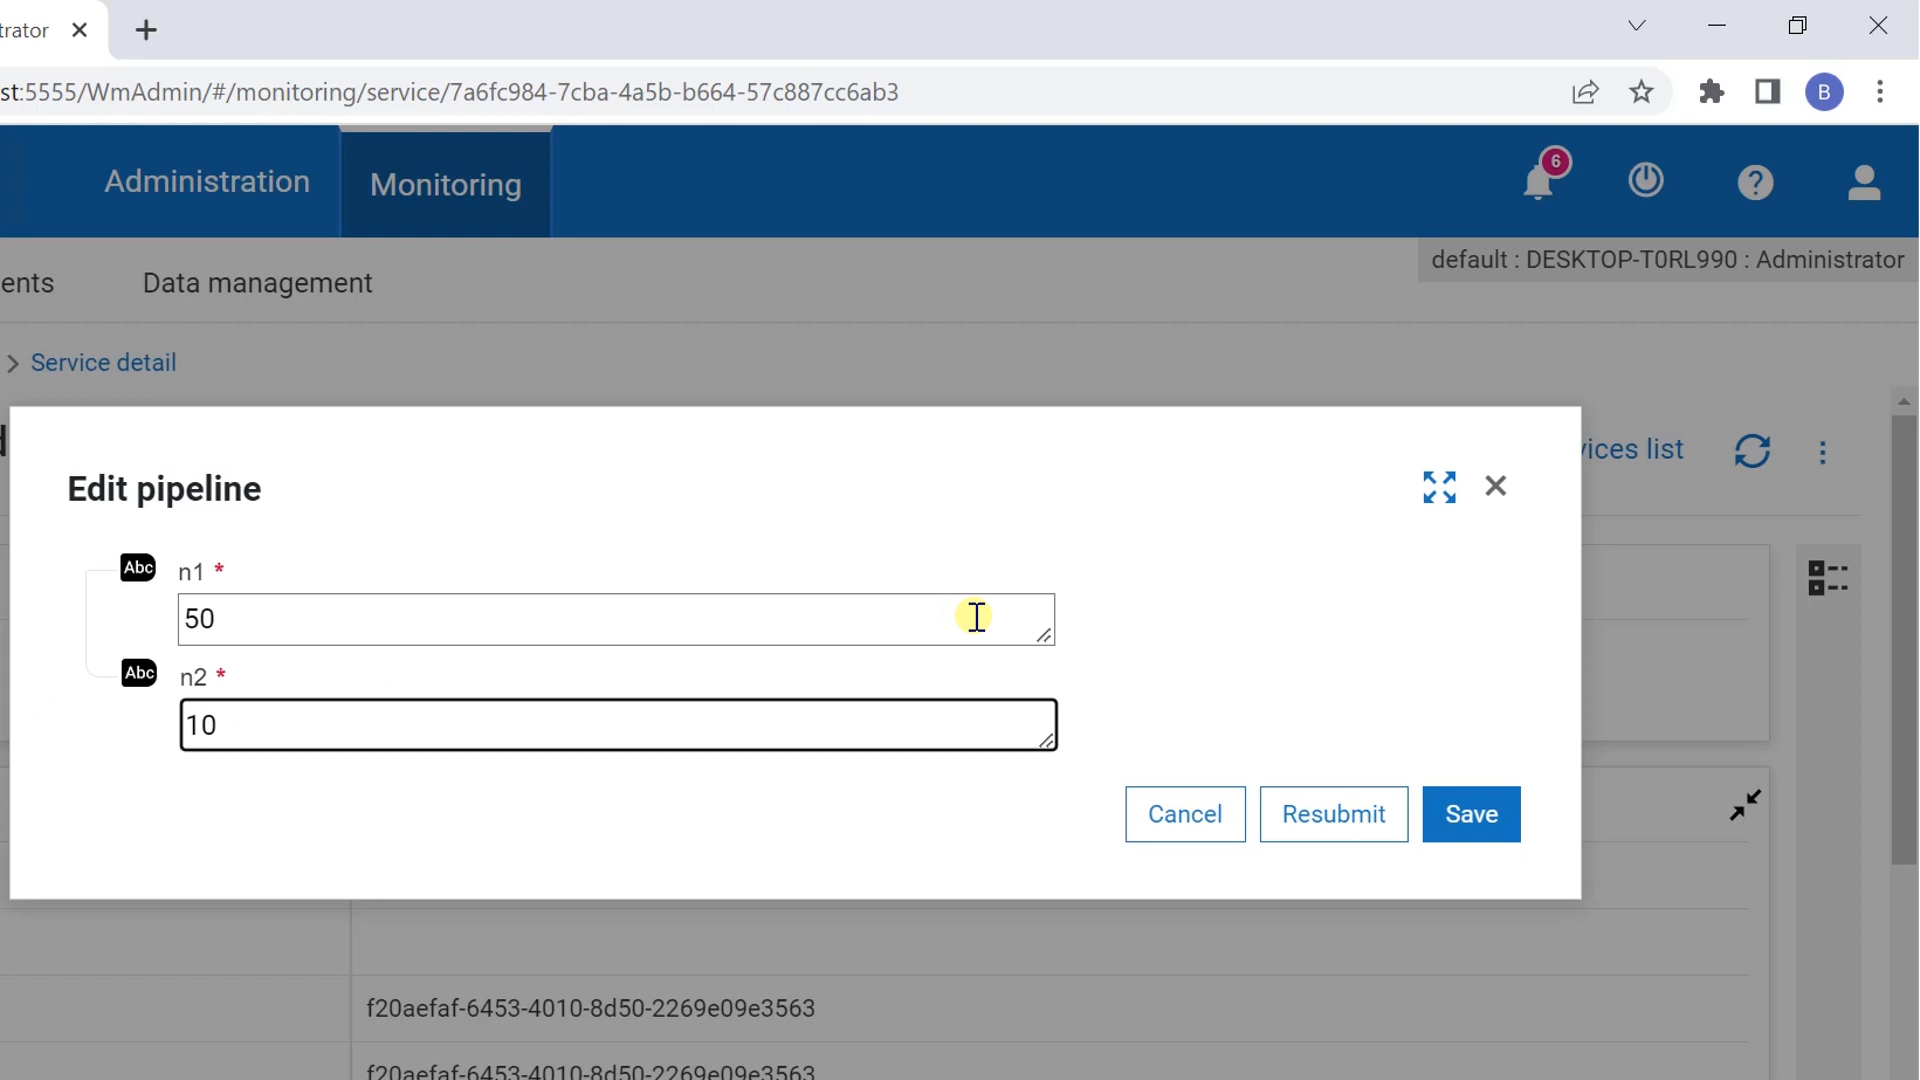 trator
st:5555/WmAdmin/#/monitoring/service/7a6fc984-7cba-4a5b-b664-57c887cc6ab3
B
Administration
Monitoring
6
?
ents
Data management
default : DESKTOP-T0RL990 : Administrator
Service detail
vices list
Edit pipeline
Abc n1 *
50
Abc n2 *
10
Cancel
Resubmit
Save
f20aefaf-6453-4010-8d50-2269e09e3563
f20aefaf-6453-4010-8d50-2269e09e3563